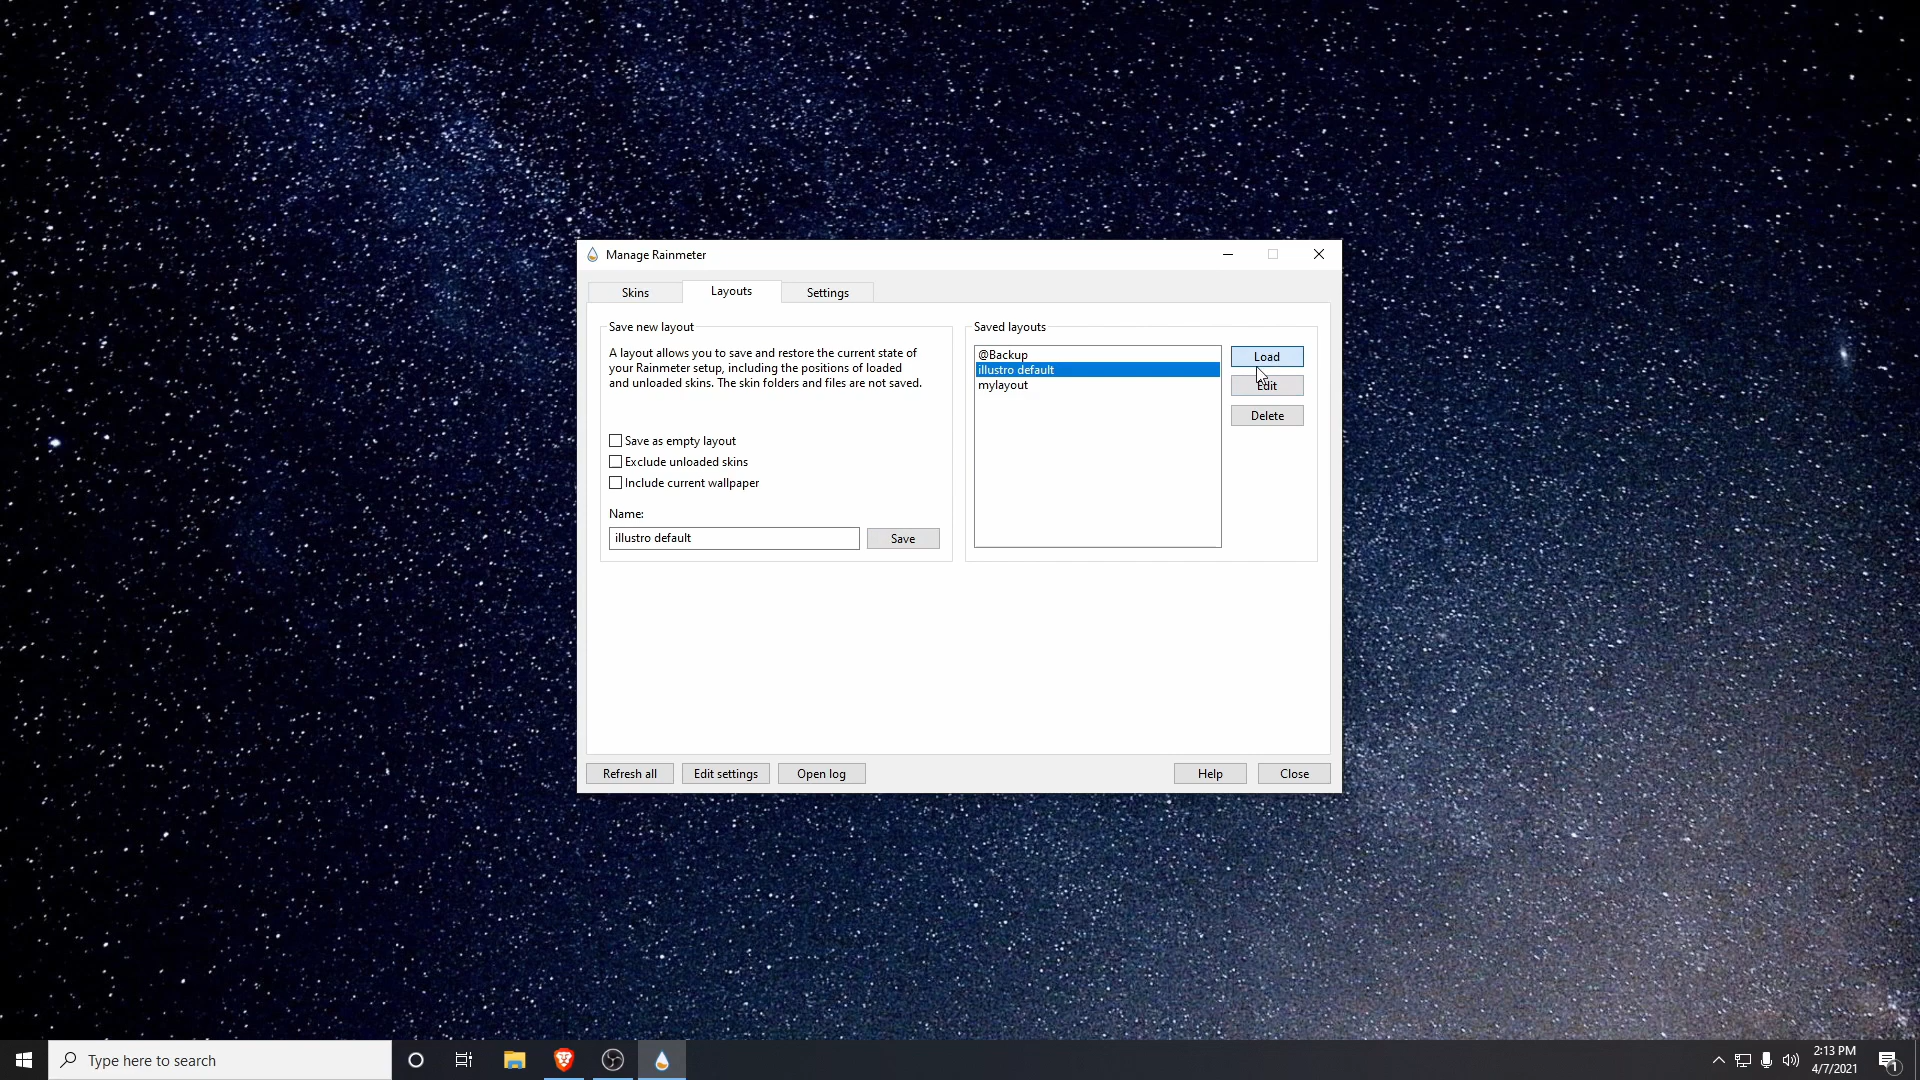 Manage Rainmeter
Skins
Layouts
Settings
Save new layout
A layout allows you to save and restore the current state of
your Rainmeter setup, including the positions of loaded
and unloaded skins. The skin folders and files are not saved.
Save as empty layout
Exclude unloaded skins
Include current wallpaper
Name:
illustro default
Save
Saved layouts
@Backup
illustro default
mylayout
Load
Edit
Delete
Refresh all
Edit settings
Open log
Help
Close
Type here to search
2:13 PM
4/7/2021
1